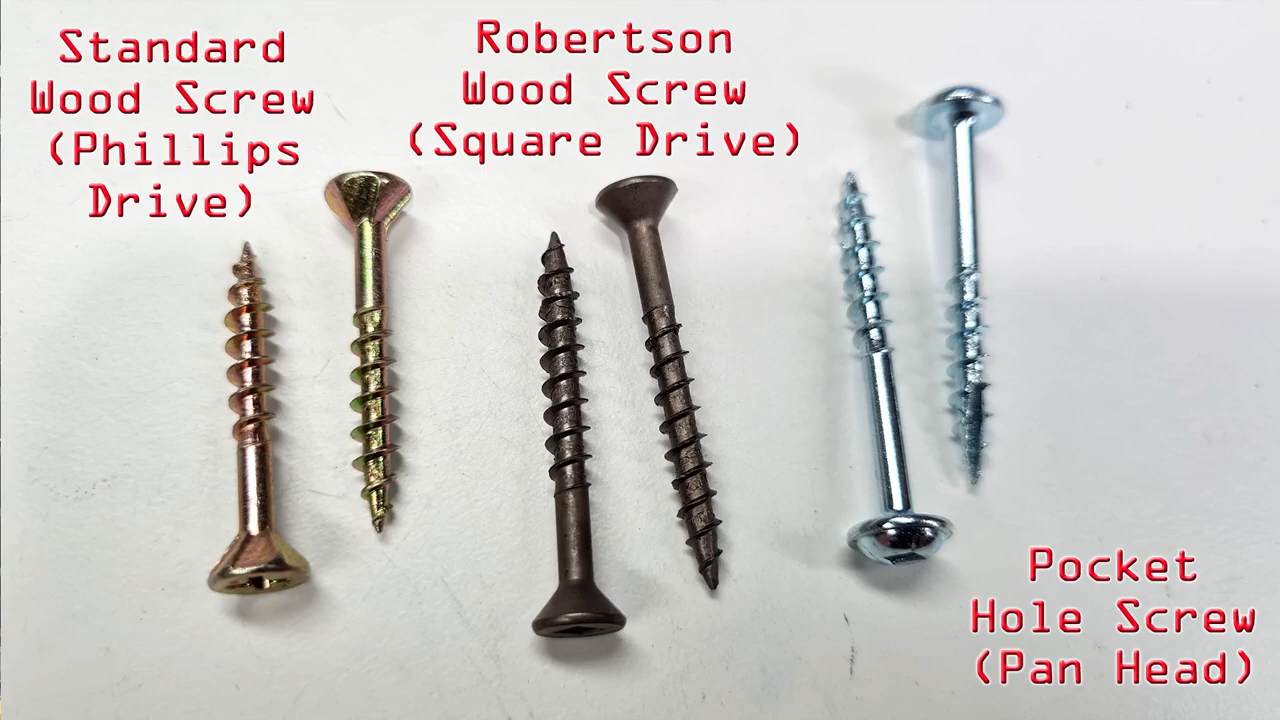 Standard
Wood Screw
(Phillips
Drive)
Robertson
Wood Screw
(Square Drive)
Pocket
Hole Screw
(Pan Head)